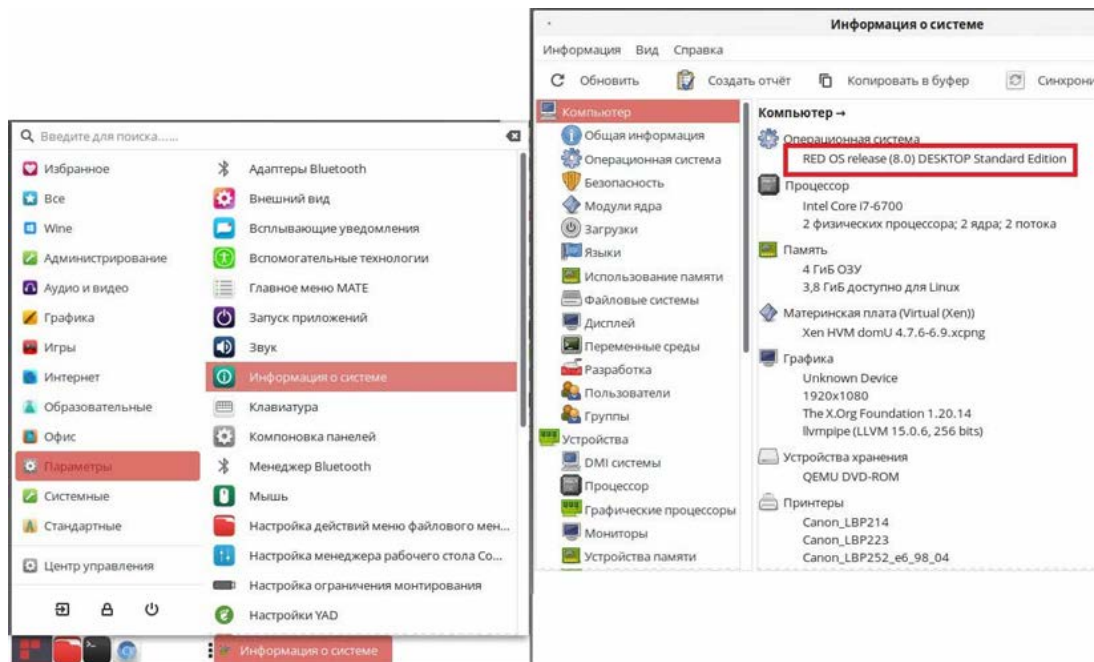 Введите для поиска......
Избранное
Все
Wine
Администрирование
Аудио и видео
Графика
Игры
Интернет
Образовательные
Офис
Параметры
Системные
Стандартные
Центр управления
Адаптеры Bluetooth
Внешний вид
Всплывающие уведомления
Вспомогательные технологии
Главное меню MATE
Запуск приложений
Звук
Информация о системе
Клавиатура
Компоновка панелей
Менеджер Bluetooth
Мышь
Настройка действий меню файлового мен...
Настройка менеджера рабочего стола Co...
Настройка ограничения монтирования
Настройки YAD
Информация о системе
Информация о системе
Информация Вид Справка
Обновить Создать отчёт Копировать в буфер Синхрони
Компьютер
Общая информация
Операционная система
Безопасность
Модули ядра
Загрузки
Языки
Использование памяти
Файловые системы
Дисплей
Переменные среды
Разработка
Пользователи
Группы
Устройства
DMI системы
Процессор
Графические процессоры
Мониторы
Устройства памяти
Компьютер →
Операционная система
RED OS release (8.0) DESKTOP Standard Edition
Процессор
Intel Core i7-6700
2 физических процессора; 2 ядра; 2 потока
Память
4 ГиБ ОЗУ
3,8 ГиБ доступно для Linux
Материнская плата (Virtual (Xen))
Xen HVM domU 4.7.6-6.9.xcpng
Графика
Unknown Device
1920x1080
The X.Org Foundation 1.20.14
llvmpipe (LLVM 15.0.6, 256 bits)
Устройства хранения
QEMU DVD-ROM
Принтеры
Canon_LBP214
Canon_LBP223
Canon_LBP252_e6_98_04